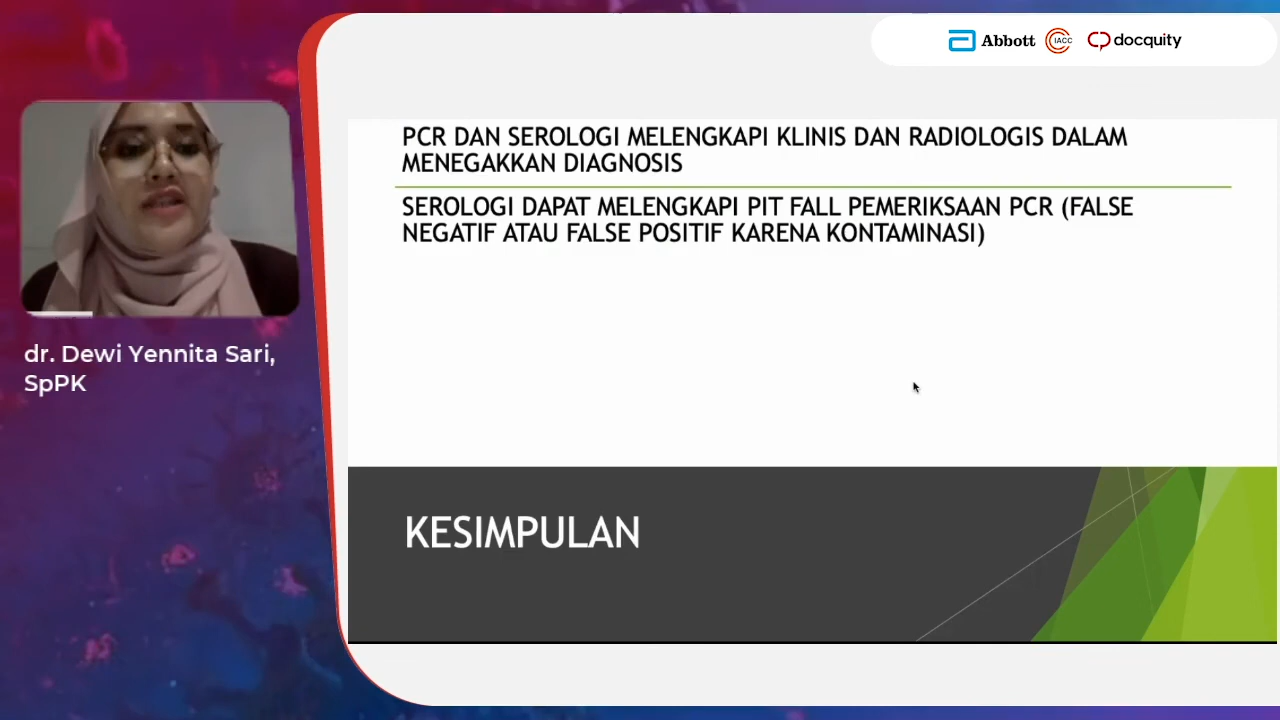 Abbott
IACC
docquity
PCR DAN SEROLOGI MELENGKAPI KLINIS DAN RADIOLOGIS DALAM
MENEGAKKAN DIAGNOSIS
SEROLOGI DAPAT MELENGKAPI PIT FALL PEMERIKSAAN PCR (FALSE
NEGATIF ATAU FALSE POSITIF KARENA KONTAMINASI)
dr. Dewi Yennita Sari,
SpPK
KESIMPULAN